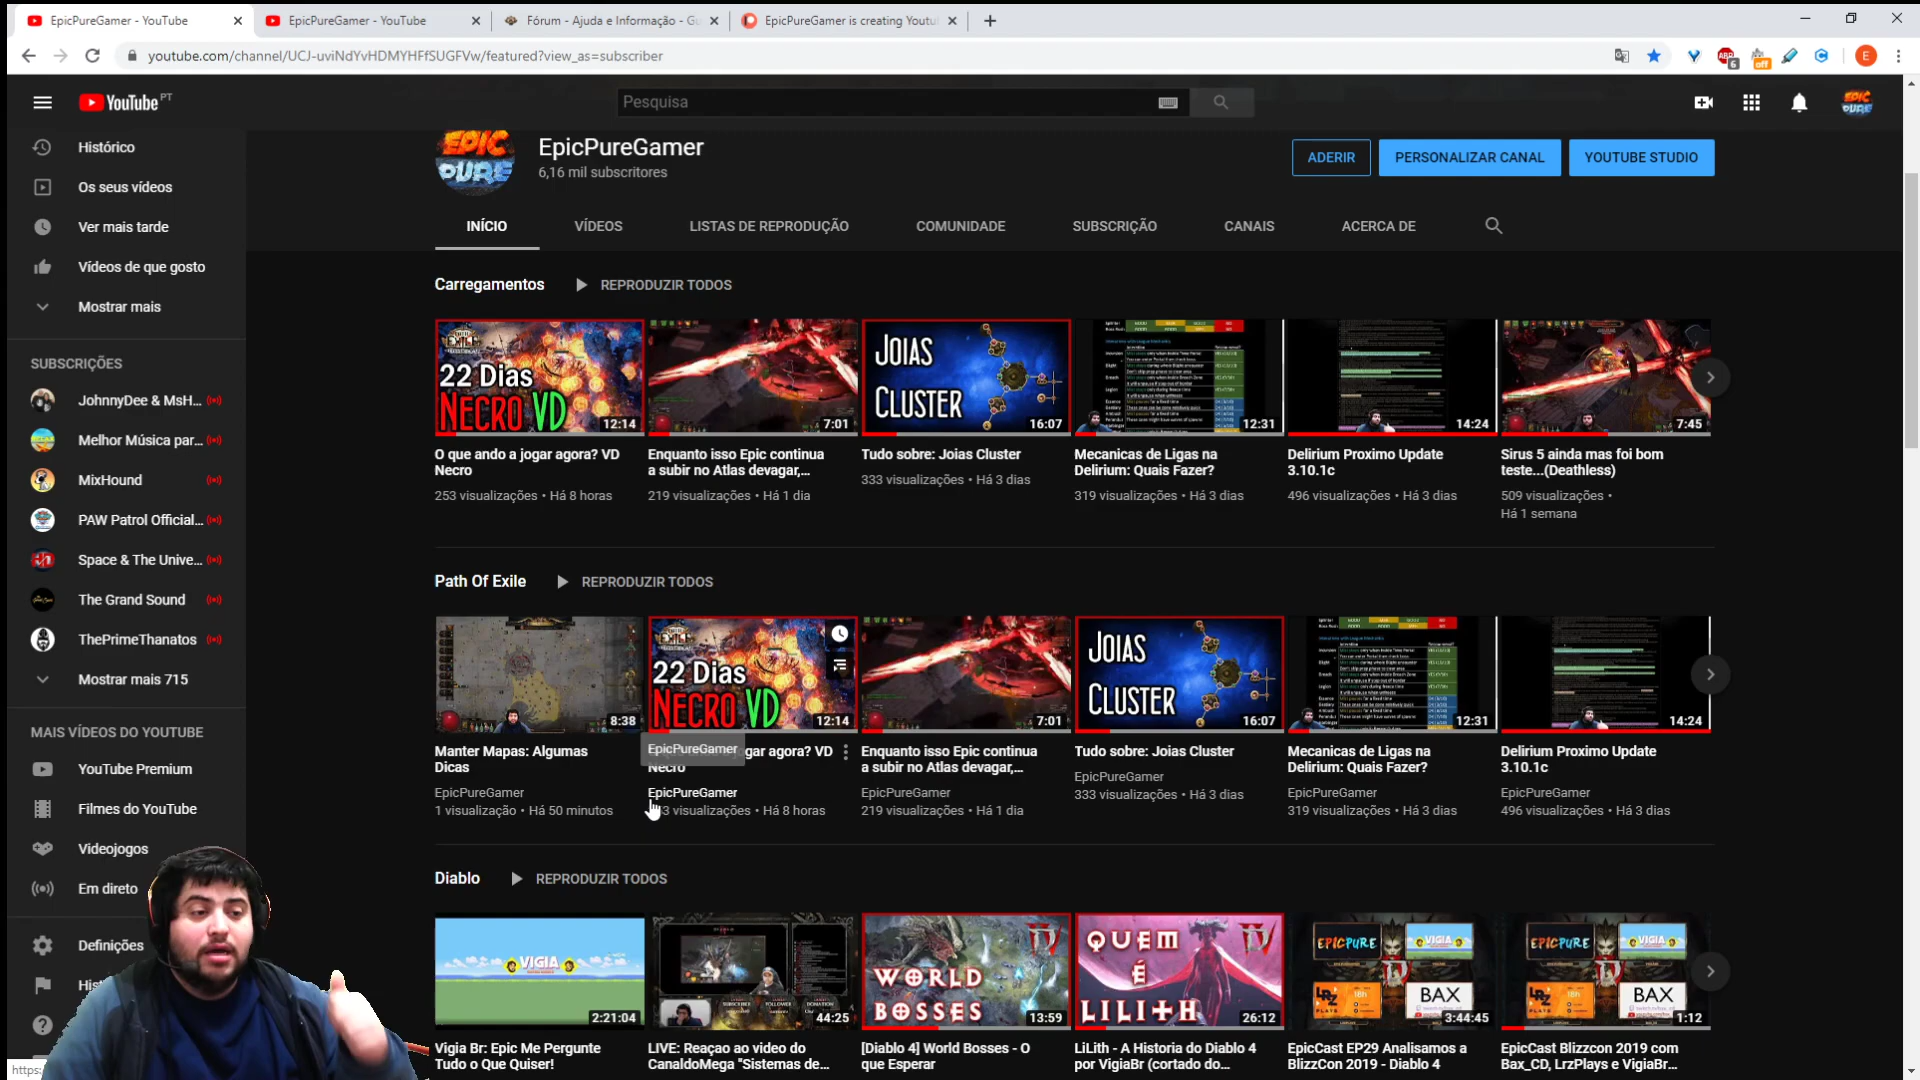 EpicPureGamer - YouTube
EpicPureGamer - YouTube
Fórum - Ajuda e Informação - Gu
EpicPureGamer is creating Youtu
youtube.com/channel/UCJ-uviNdYvHDMYHFfSUGFVw/featured?view_as=subscriber
ABP
6
off
E
YouTube PT
Pesquisa
EPIC PURE
Histórico
Os seus vídeos
Ver mais tarde
Vídeos de que gosto
Mostrar mais
SUBSCRIÇÕES
JohnnyDee & MsH...
Melhor Música par...
MixHound
PAW Patrol Official...
Space & The Unive...
The Grand Sound
ThePrimeThanatos
Mostrar mais 715
MAIS VÍDEOS DO YOUTUBE
YouTube Premium
Filmes do YouTube
Videojogos
Em direto
Definições
https:
EPIC PURE
EpicPureGamer
6,16 mil subscritores
ADERIR
PERSONALIZAR CANAL
YOUTUBE STUDIO
INÍCIO
VÍDEOS
LISTAS DE REPRODUÇÃO
COMUNIDADE
SUBSCRIÇÃO
CANAIS
ACERCA DE
Carregamentos
REPRODUZIR TODOS
22 Dias
NECRO VD
12:14
7:01
JOIAS
CLUSTER
16:07
12:31
14:24
7:45
O que ando a jogar agora? VD
Necro
253 visualizações • Há 8 horas
Enquanto isso Epic continua
a subir no Atlas devagar,...
219 visualizações • Há 1 dia
Tudo sobre: Joias Cluster
333 visualizações • Há 3 dias
Mecanicas de Ligas na
Delirium: Quais Fazer?
319 visualizações • Há 3 dias
Delirium Proximo Update
3.10.1c
496 visualizações • Há 3 dias
Sirus 5 ainda mas foi bom
teste...(Deathless)
509 visualizações •
Há 1 semana
Path Of Exile
REPRODUZIR TODOS
8:38
22 Dias
NECRO VD
12:14
7:01
JOIAS
CLUSTER
16:07
12:31
14:24
Manter Mapas: Algumas
Dicas
EpicPureGamer
1 visualização • Há 50 minutos
EpicPureGamer
gar agora? VD
Necro
EpicPureGamer
3 visualizações • Há 8 horas
Enquanto isso Epic continua
a subir no Atlas devagar,...
EpicPureGamer
219 visualizações • Há 1 dia
Tudo sobre: Joias Cluster
EpicPureGamer
333 visualizações • Há 3 dias
Mecanicas de Ligas na
Delirium: Quais Fazer?
EpicPureGamer
319 visualizações • Há 3 dias
Delirium Proximo Update
3.10.1c
EpicPureGamer
496 visualizações • Há 3 dias
Diablo
REPRODUZIR TODOS
VIGIA
2:21:04
44:25
WORLD
BOSSES
13:59
QUEM
É
LILITH
26:12
EPICPURE
VIGIA
LRZ
18h
BAX
3:44:45
EPICPURE
VIGIA
LRZ
18h
BAX
1:12
Vigia Br: Epic Me Pergunte
Tudo o Que Quiser!
LIVE: Reaçao ao video do
CanaldoMega "Sistemas de...
[Diablo 4] World Bosses - O
que Esperar
LiLith - A Historia do Diablo 4
por VigiaBr (cortado do...
EpicCast EP29 Analisamos a
BlizzCon 2019 - Diablo 4
EpicCast Blizzcon 2019 com
Bax_CD, LrzPlays e VigiaBr...